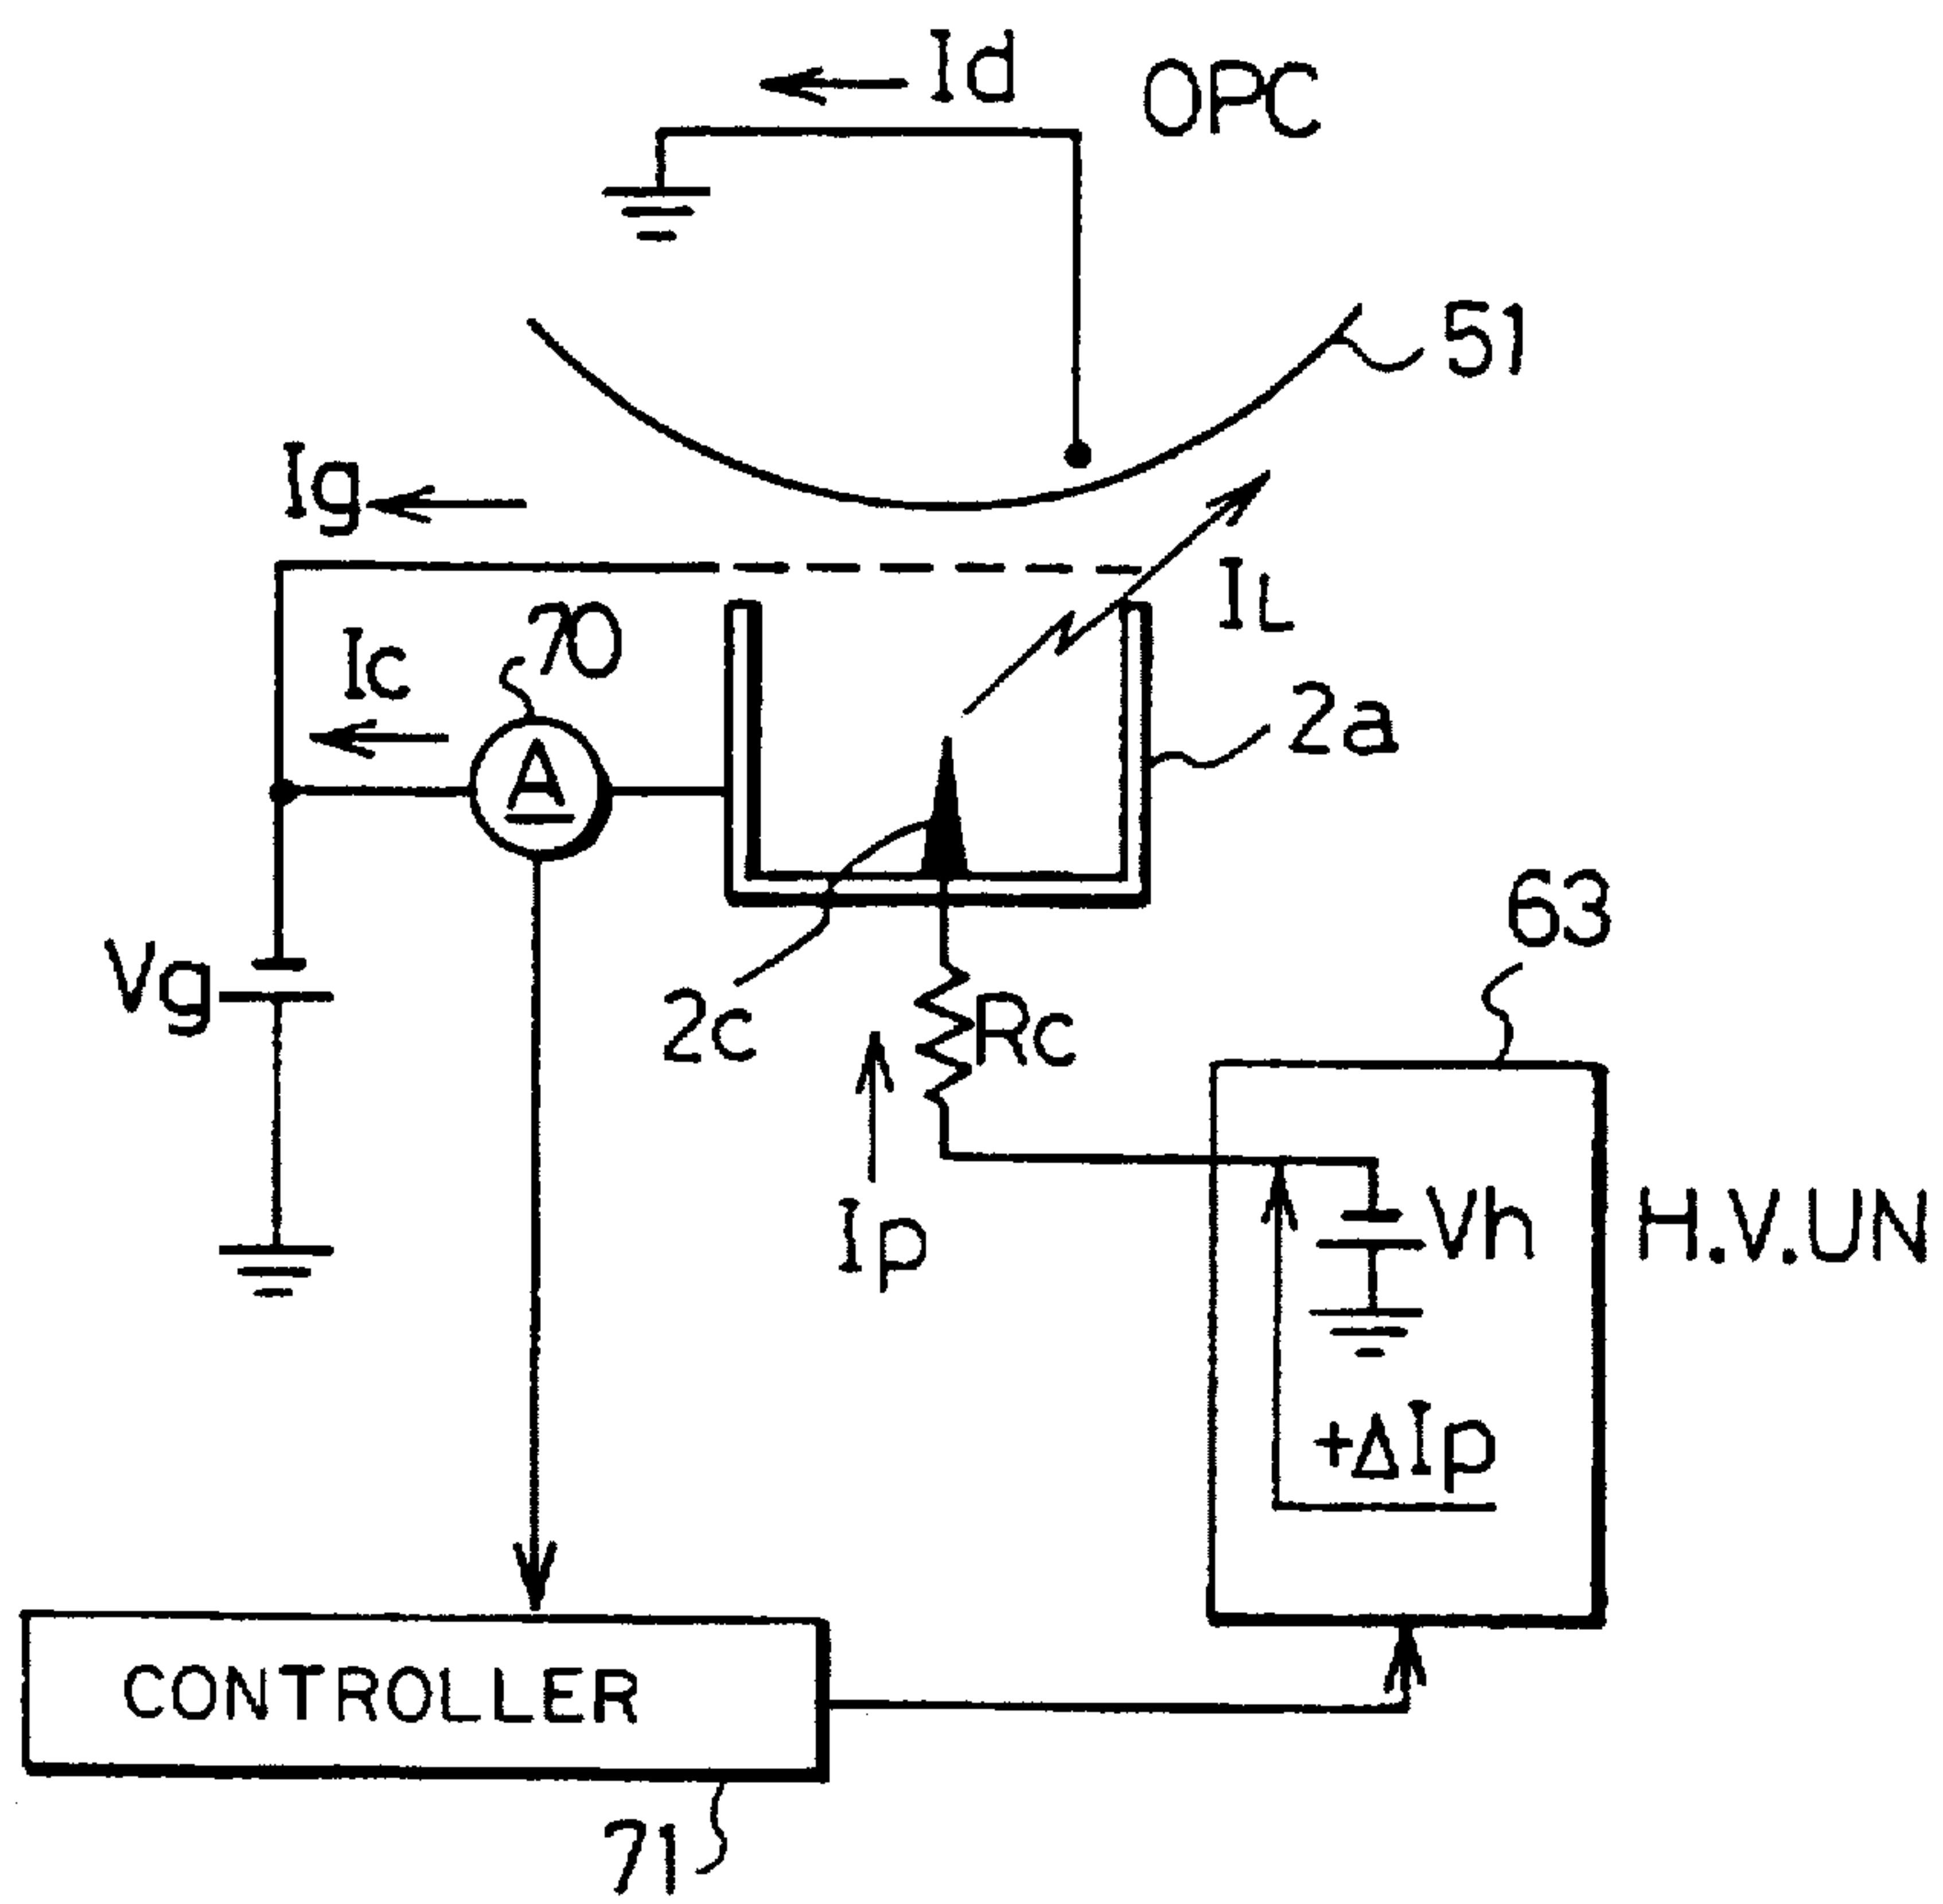 Id
OPC
51
Ig
IL
Ic
70
2a
A
63
Vg
2c
Rc
Ip
Vh
H.V.UN
+ΔIp
CONTROLLER
71